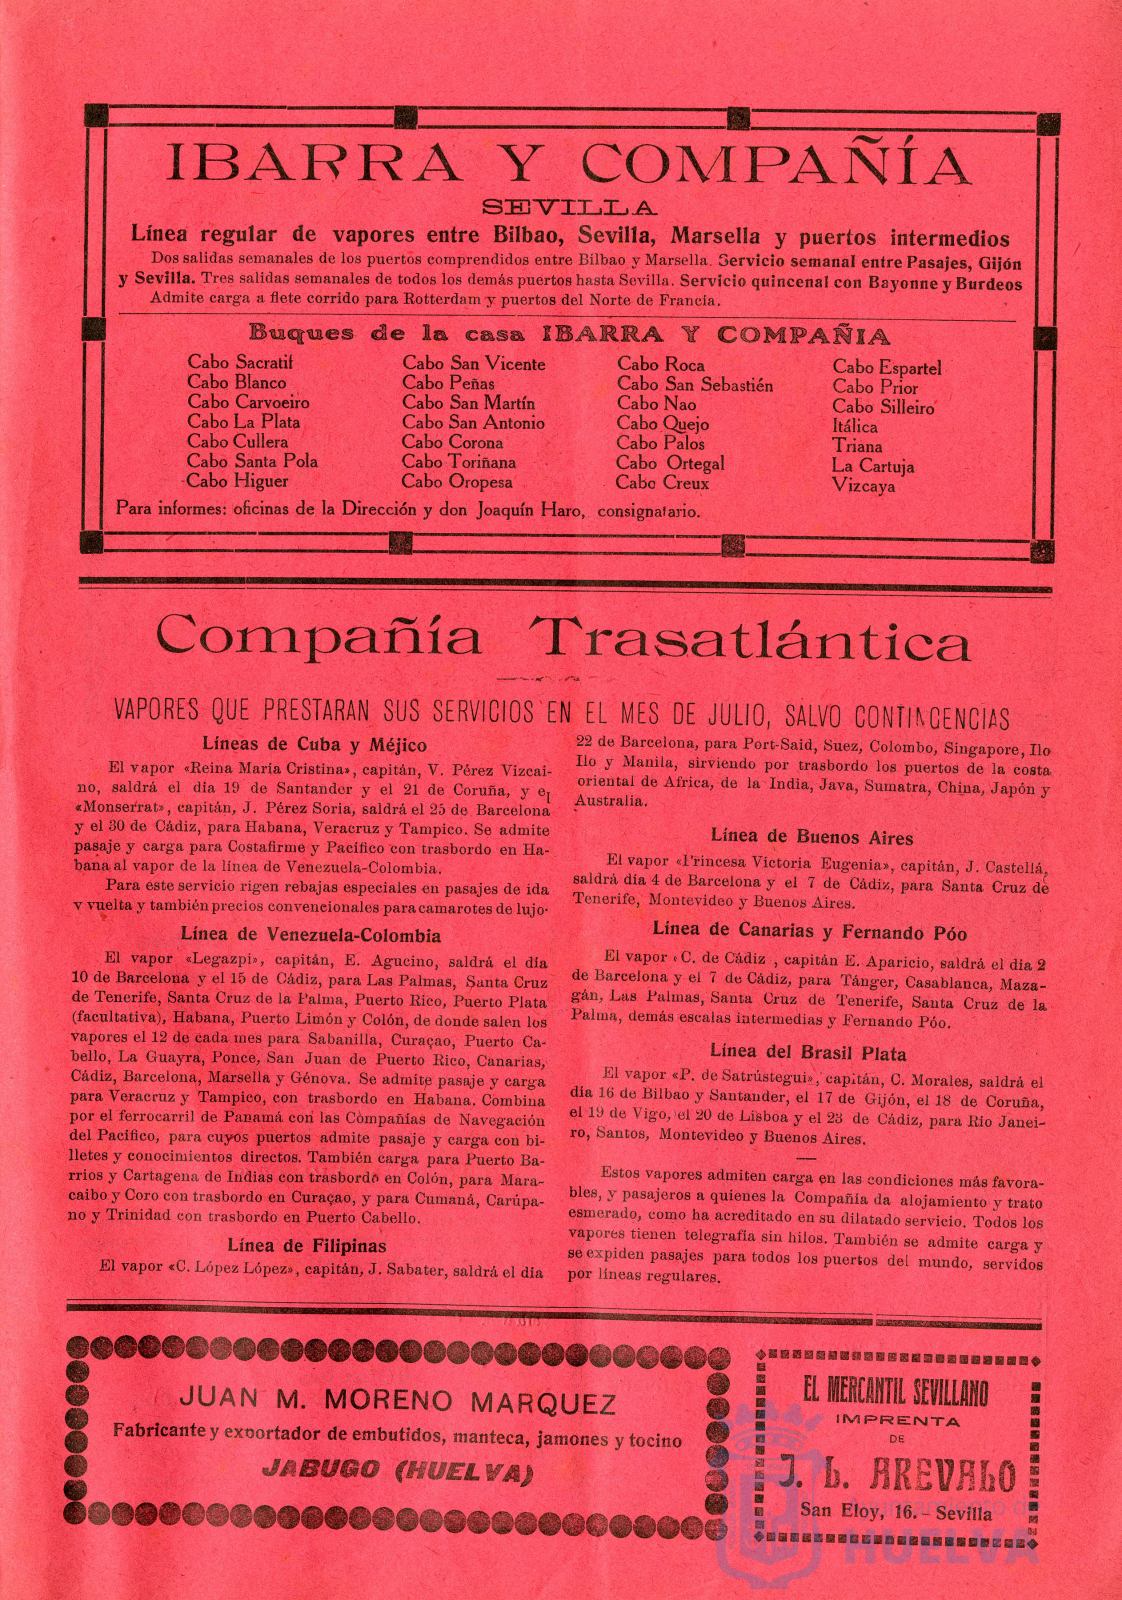 IBARRA Y COMPAÑÍA
SEVILLA
Línea regular de vapores entre Bilbao, Sevilla, Marsella y puertos intermedios
Dos salidas semanales de los puertos comprendidos entre Bilbao y Marsella. Servicio semanal entre Pasajes, Gijón
y Sevilla. Tres salidas semanales de todos los demás puertos hasta Sevilla. Servicio quincenal con Bayonne y Burdeos
Admite carga a flete corrido para Rotterdam y puertos del Norte de Francia.
Buques de la casa IBARRA Y COMPAÑIA
Cabo Sacratif
Cabo Blanco
Cabo Carvoeiro
Cabo La Plata
Cabo Cullera
Cabo Santa Pola
Cabo Higuer
Cabo San Vicente
Cabo Peñas
Cabo San Martín
Cabo San Antonio
Cabo Corona
Cabo Toriñana
Cabo Oropesa
Cabo Roca
Cabo San Sebastién
Cabo Nao
Cabo Quejo
Cabo Palos
Cabo Ortegal
Cabo Creux
Cabo Espartel
Cabo Prior
Cabo Silleiro
Itálica
Triana
La Cartuja
Vizcaya
Para informes: oficinas de la Dirección y don Joaquín Haro, consignatario.
Compañía Trasatlántica
VAPORES QUE PRESTARAN SUS SERVICIOS EN EL MES DE JULIO, SALVO CONTINGENCIAS
Líneas de Cuba y Méjico
El vapor «Reina María Cristina», capitán, V. Pérez Vizcai-
no, saldrá el día 19 de Santander y el 21 de Coruña, y el
«Monserrat», capitán, J. Pérez Soria, saldrá el 25 de Barcelona
y el 30 de Cádiz, para Habana, Veracruz y Tampico. Se admite
pasaje y carga para Costafirme y Pacífico con trasbordo en Ha-
bana al vapor de la línea de Venezuela-Colombia.
Para este servicio rigen rebajas especiales en pasajes de ida
y vuelta y también precios convencionales para camarotes de lujo.
Línea de Venezuela-Colombia
El vapor «Legazpi», capitán, E. Agucino, saldrá el día
10 de Barcelona y el 15 de Cádiz, para Las Palmas, Santa Cruz
de Tenerife, Santa Cruz de la Palma, Puerto Rico, Puerto Plata
(facultativa), Habana, Puerto Limón y Colón, de donde salen los
vapores el 12 de cada mes para Sabanilla, Curaçao, Puerto Ca-
bello, La Guayra, Ponce, San Juan de Puerto Rico, Canarias,
Cádiz, Barcelona, Marsella y Génova. Se admite pasaje y carga
para Veracruz y Tampico, con trasbordo en Habana. Combina
por el ferrocarril de Panamá con las Còmpañías de Navegación
del Pacífico, para cuyos puertos admite pasaje y carga con bi-
lletes y conocimientos directos. También carga para Puerto Ba-
rrios y Cartagena de Indias con trasbordo en Colón, para Mara-
caibo y Coro con trasbordo en Curaçao, y para Cumaná, Carúpa-
no y Trinidad con trasbordo en Puerto Cabello.
Línea de Filipinas
El vapor «C. López López», capitán, J. Sabater, saldrá el día
22 de Barcelona, para Port-Said, Suez, Colombo, Singapore, Ilo
Ilo y Manila, sirviendo por trasbordo los puertos de la costa
oriental de Africa, de la India, Java, Sumatra, China, Japón y
Australia.
Línea de Buenos Aires
El vapor «Princesa Victoria Eugenia», capitán, J. Castellá,
saldrá día 4 de Barcelona y el 7 de Cádiz, para Santa Cruz de
Tenerife, Montevideo y Buenos Aires.
Línea de Canarias y Fernando Póo
El vapor «C. de Cádiz , capitán E. Aparicio, saldrá el día 2
de Barcelona y el 7 de Cádiz, para Tánger, Casablanca, Maza-
gán, Las Palmas, Santa Cruz de Tenerife, Santa Cruz de la
Palma, demás escalas intermedias y Fernando Póo.
Línea del Brasil Plata
El vapor «P. de Satrústegui», capitán, C. Morales, saldrá el
día 16 de Bilbao y Santander, el 17 de Gijón, el 18 de Coruña,
el 19 de Vigo, el 20 de Lisboa y el 23 de Cádiz, para Río Janei-
ro, Santos, Montevideo y Buenos Aires.
Estos vapores admiten carga en las condiciones más favora-
bles, y pasajeros a quienes la Compañía da alojamiento y trato
esmerado, como ha acreditado en su dilatado servicio. Todos los
vapores tienen telegrafía sin hilos. También se admite carga y
se expiden pasajes para todos los puertos del mundo, servidos
por líneas regulares.
JUAN M. MORENO MARQUEZ
Fabricante y exportador de embutidos, manteca, jamones y tocino
JABUGO (HUELVA)
EL MERCANTIL SEVILLANO
IMPRENTA
DE
J. L. AREVALO
San Eloy, 16. - Sevilla
HUELVA